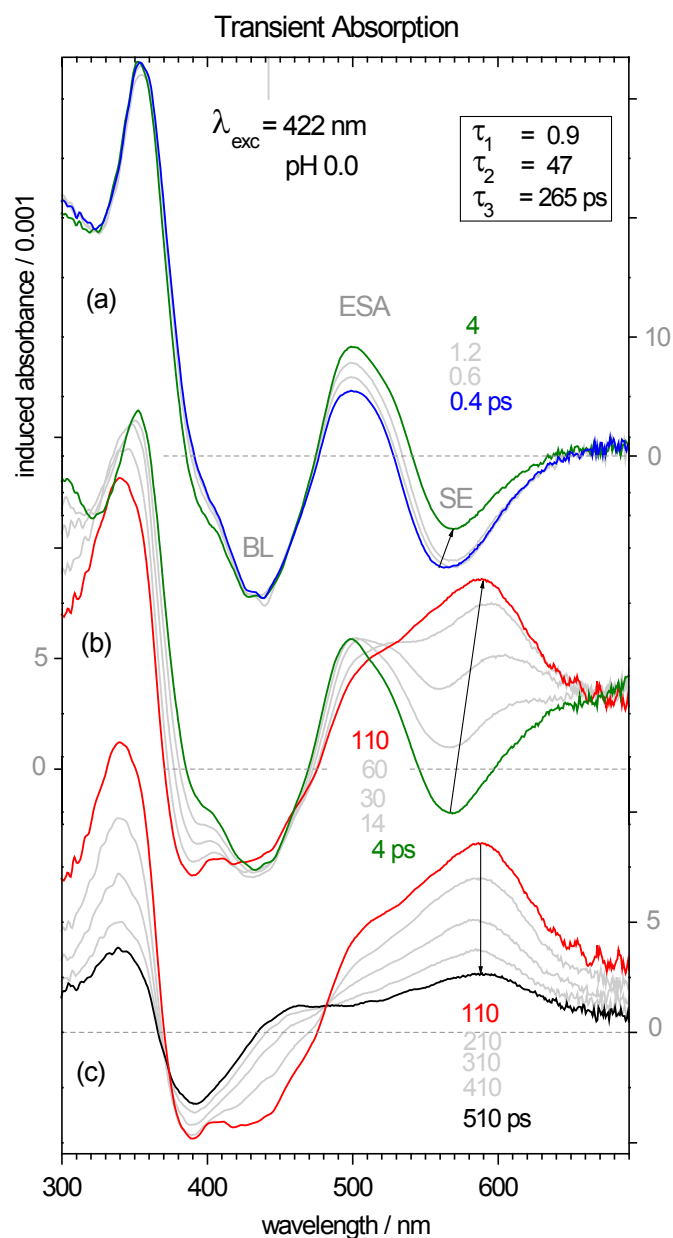 Transient Absorption
λexc = 422 nm
pH 0.0
τ1 = 0.9
τ2 = 47
τ3 = 265 ps
induced absorbance / 0.001
(a)
ESA
4
1.2
0.6
0.4 ps
10
0
BL
SE
(b)
5
0
110
60
30
14
4 ps
5
0
(c)
110
210
310
410
510 ps
300 400 500 600
wavelength / nm